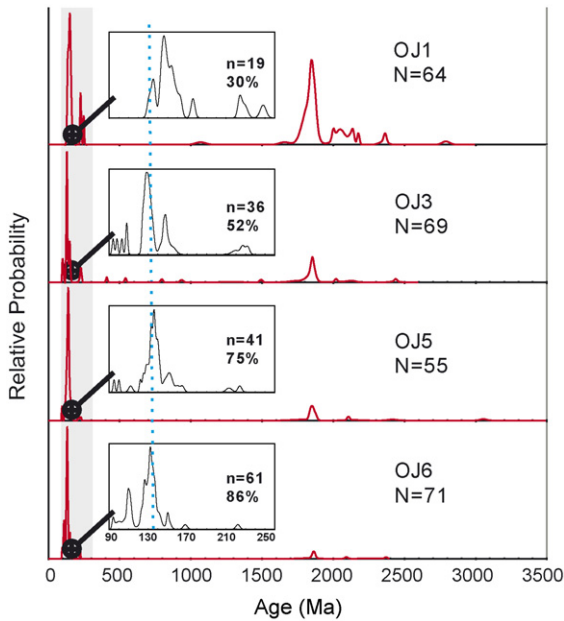 n=19
30%
OJ1
N=64
n=36
52%
OJ3
N=69
n=41
75%
OJ5
N=55
n=61
86%
OJ6
N=71
90 130 170 210 250
0 500 1000 1500 2000 2500 3000 3500
Age (Ma)
Relative Probability